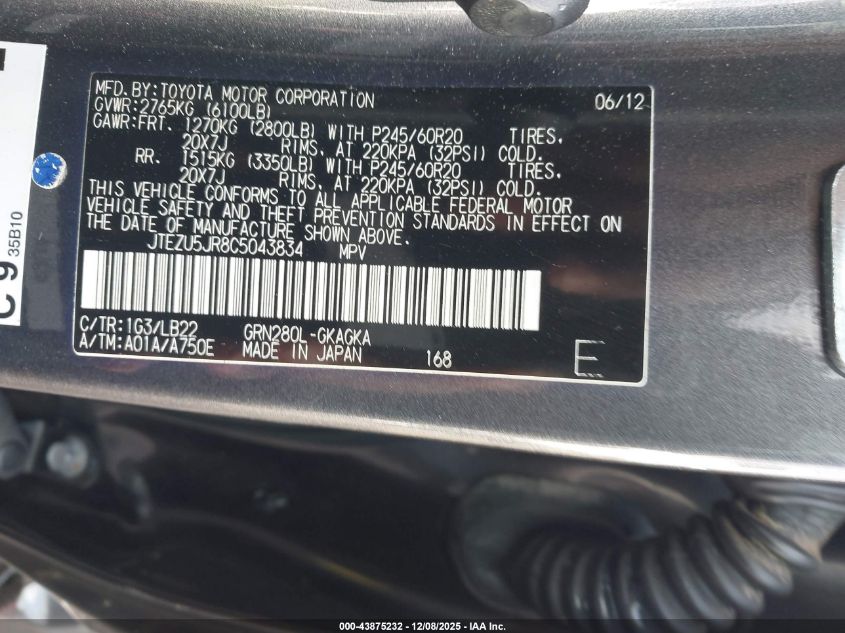 MFD.BY:TOYOTA MOTOR CORPORATION 06/12
GVWR:2765KG (6100LB)
GAWR:FRT. 1270KG (2800LB) WITH P245/60R20 TIRES,
20X7J RIMS, AT 220KPA (32PSI) COLD.
RR. 1515KG (3350LB) WITH P245/60R20 TIRES,
20X7J RIMS, AT 220KPA (32PSI) COLD.
THIS VEHICLE CONFORMS TO ALL APPLICABLE FEDERAL MOTOR
VEHICLE SAFETY AND THEFT PREVENTION STANDARDS IN EFFECT ON
THE DATE OF MANUFACTURE SHOWN ABOVE.
JTEZU5JR8C5043834 MPV
C/TR:1G3/LB22 GRN280L-GKAGKA
A/TM:A01A/A750E MADE IN JAPAN 168 E
C 9 35B10
000-43875232 - 12/08/2025 - IAA Inc.